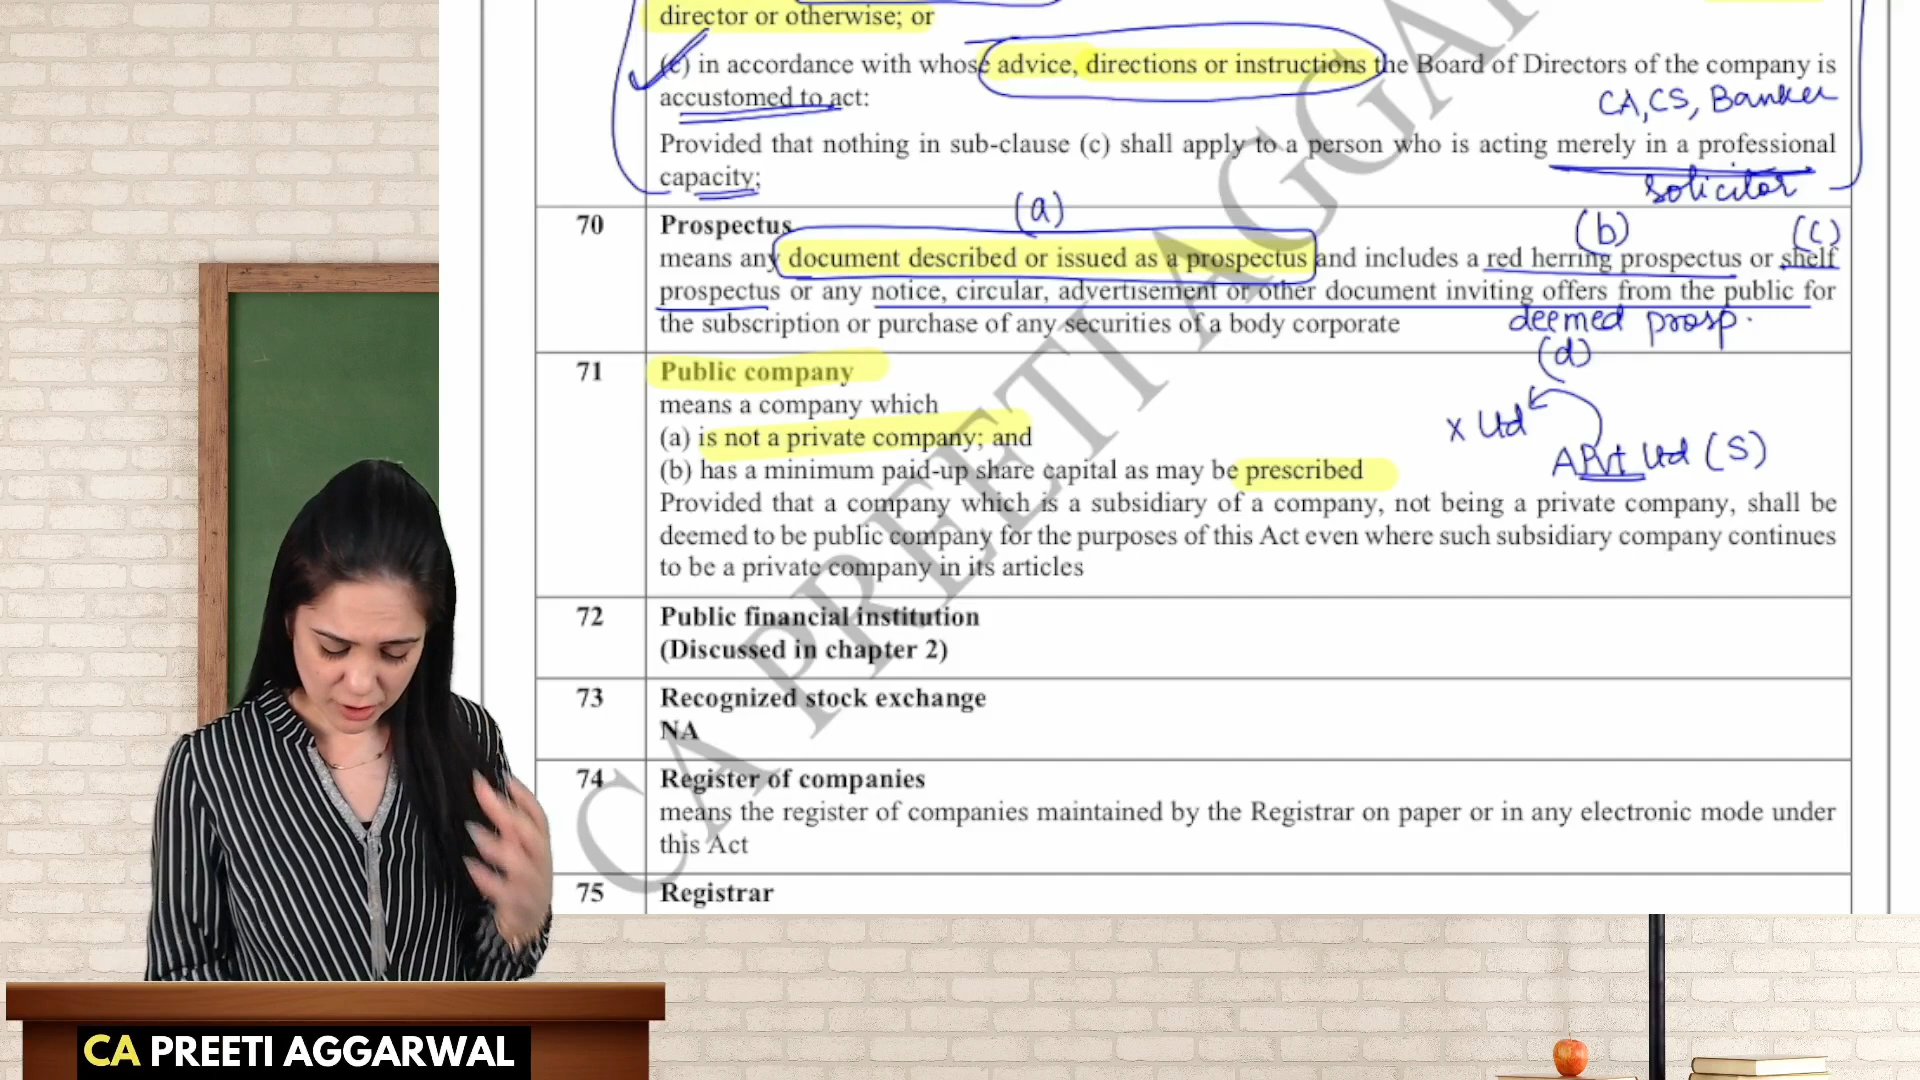 director or otherwise; or
(c) in accordance with whose advice, directions or instructions the Board of Directors of the company is
accustomed to act:
CA, CS, Banker
Provided that nothing in sub-clause (c) shall apply to a person who is acting merely in a professional
capacity;
solicitor
70
Prospectus
(a)
(b)
(c)
means any document described or issued as a prospectus and includes a red herring prospectus or shelf
prospectus or any notice, circular, advertisement or other document inviting offers from the public for
the subscription or purchase of any securities of a body corporate
deemed prosp.
(d)
71
Public company
means a company which
(a) is not a private company; and
X Ltd
(b) has a minimum paid-up share capital as may be prescribed
A Pvt Ltd (S)
Provided that a company which is a subsidiary of a company, not being a private company, shall be
deemed to be public company for the purposes of this Act even where such subsidiary company continues
to be a private company in its articles
72
Public financial institution
(Discussed in chapter 2)
73
Recognized stock exchange
NA
74
Register of companies
means the register of companies maintained by the Registrar on paper or in any electronic mode under
this Act
75
Registrar
CA PREETI AGGAR
CA PREETI AGGARWAL